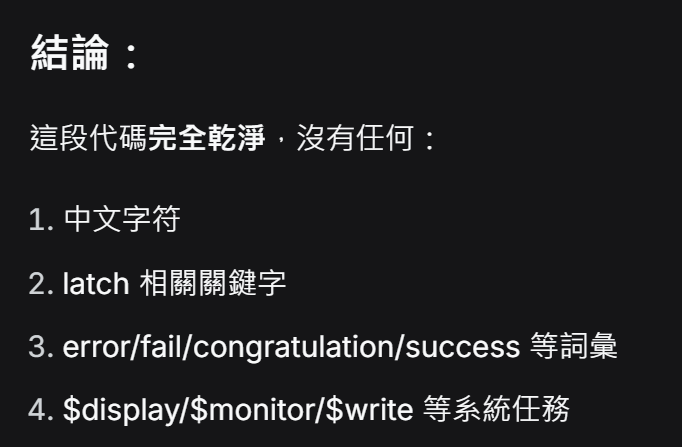 結論：
這段代碼完全乾淨，沒有任何：
1. 中文字符
2. latch 相關關鍵字
3. error/fail/congratulation/success 等詞彙
4. $display/$monitor/$write 等系統任務